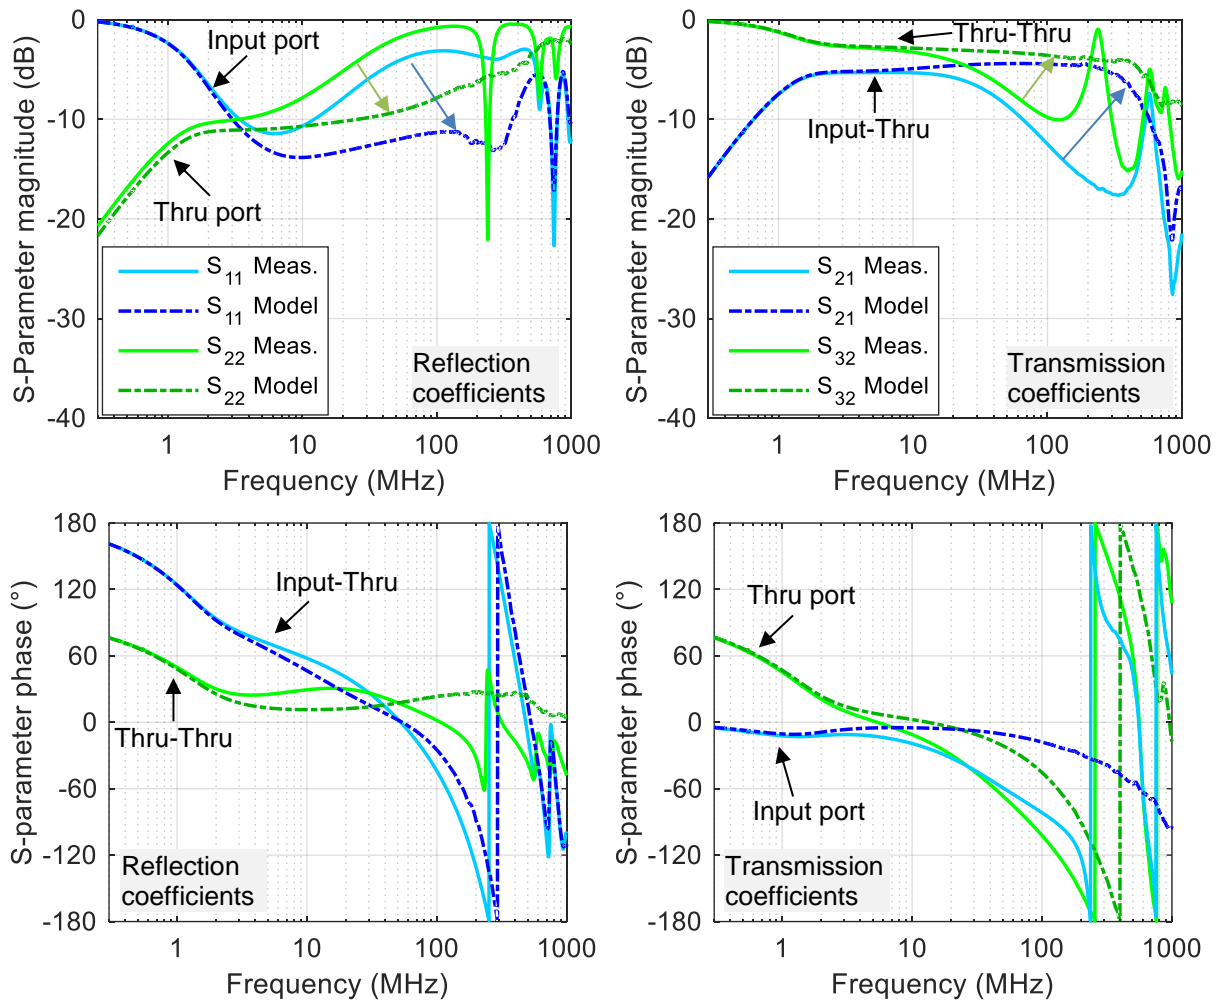 S-Parameter magnitude (dB)
0
-10
-20
-30
-40
Input port
Thru port
S11 Meas.
S11 Model
S22 Meas.
S22 Model
Reflection
coefficients
1
10
100
1000
Frequency (MHz)
S-Parameter magnitude (dB)
0
-10
-20
-30
-40
Thru-Thru
Input-Thru
S21 Meas.
S21 Model
S32 Meas.
S32 Model
Transmission
coefficients
1
10
100
1000
Frequency (MHz)
S-parameter phase (°)
180
120
60
0
-60
-120
-180
Input-Thru
Thru-Thru
Reflection
coefficients
1
10
100
1000
Frequency (MHz)
S-parameter phase (°)
180
120
60
0
-60
-120
-180
Thru port
Input port
Transmission
coefficients
1
10
100
1000
Frequency (MHz)